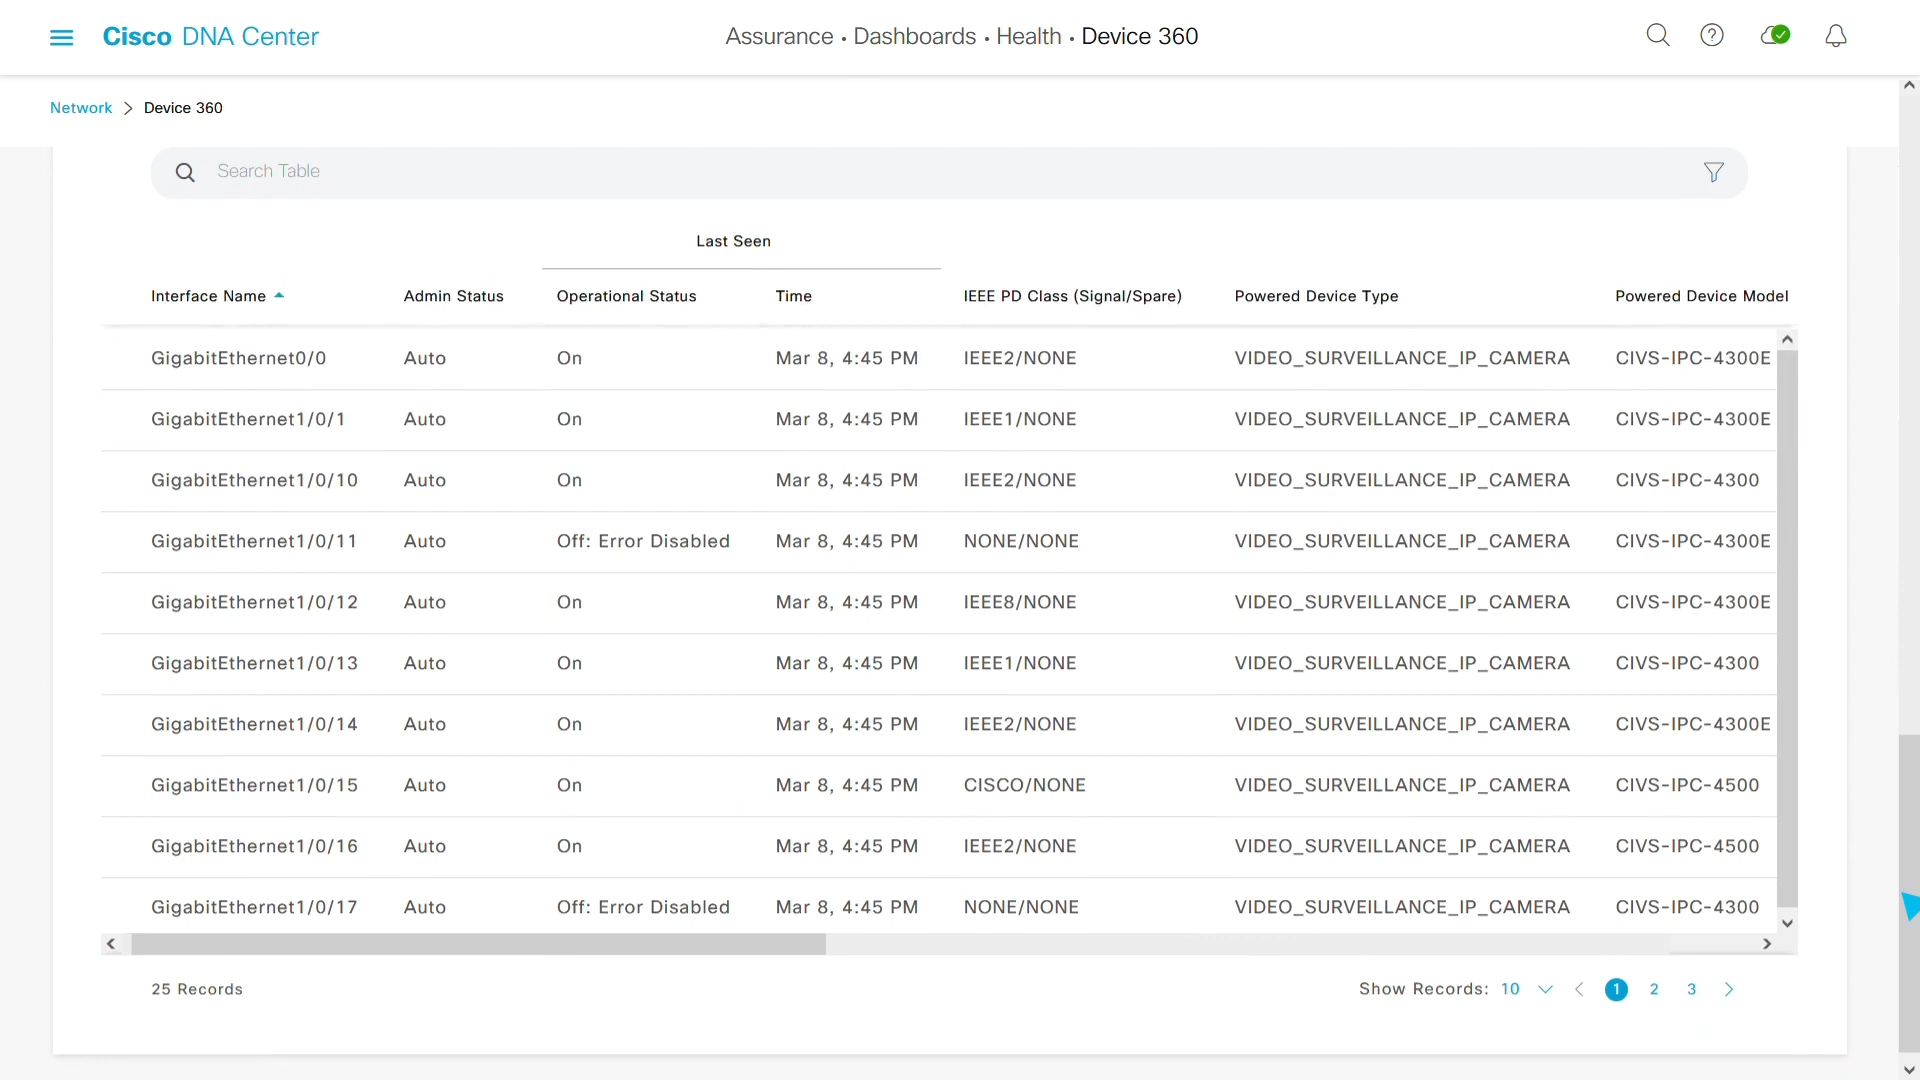 Cisco DNA Center
Assurance • Dashboards • Health • Device 360
Network > Device 360
Search Table
Last Seen
Interface Name Admin Status Operational Status Time IEEE PD Class (Signal/Spare) Powered Device Type Powered Device Model
GigabitEthernet0/0 Auto On Mar 8, 4:45 PM IEEE2/NONE VIDEO_SURVEILLANCE_IP_CAMERA CIVS-IPC-4300E
GigabitEthernet1/0/1 Auto On Mar 8, 4:45 PM IEEE1/NONE VIDEO_SURVEILLANCE_IP_CAMERA CIVS-IPC-4300E
GigabitEthernet1/0/10 Auto On Mar 8, 4:45 PM IEEE2/NONE VIDEO_SURVEILLANCE_IP_CAMERA CIVS-IPC-4300
GigabitEthernet1/0/11 Auto Off: Error Disabled Mar 8, 4:45 PM NONE/NONE VIDEO_SURVEILLANCE_IP_CAMERA CIVS-IPC-4300E
GigabitEthernet1/0/12 Auto On Mar 8, 4:45 PM IEEE8/NONE VIDEO_SURVEILLANCE_IP_CAMERA CIVS-IPC-4300E
GigabitEthernet1/0/13 Auto On Mar 8, 4:45 PM IEEE1/NONE VIDEO_SURVEILLANCE_IP_CAMERA CIVS-IPC-4300
GigabitEthernet1/0/14 Auto On Mar 8, 4:45 PM IEEE2/NONE VIDEO_SURVEILLANCE_IP_CAMERA CIVS-IPC-4300E
GigabitEthernet1/0/15 Auto On Mar 8, 4:45 PM CISCO/NONE VIDEO_SURVEILLANCE_IP_CAMERA CIVS-IPC-4500
GigabitEthernet1/0/16 Auto On Mar 8, 4:45 PM IEEE2/NONE VIDEO_SURVEILLANCE_IP_CAMERA CIVS-IPC-4500
GigabitEthernet1/0/17 Auto Off: Error Disabled Mar 8, 4:45 PM NONE/NONE VIDEO_SURVEILLANCE_IP_CAMERA CIVS-IPC-4300
25 Records Show Records: 10 1 2 3